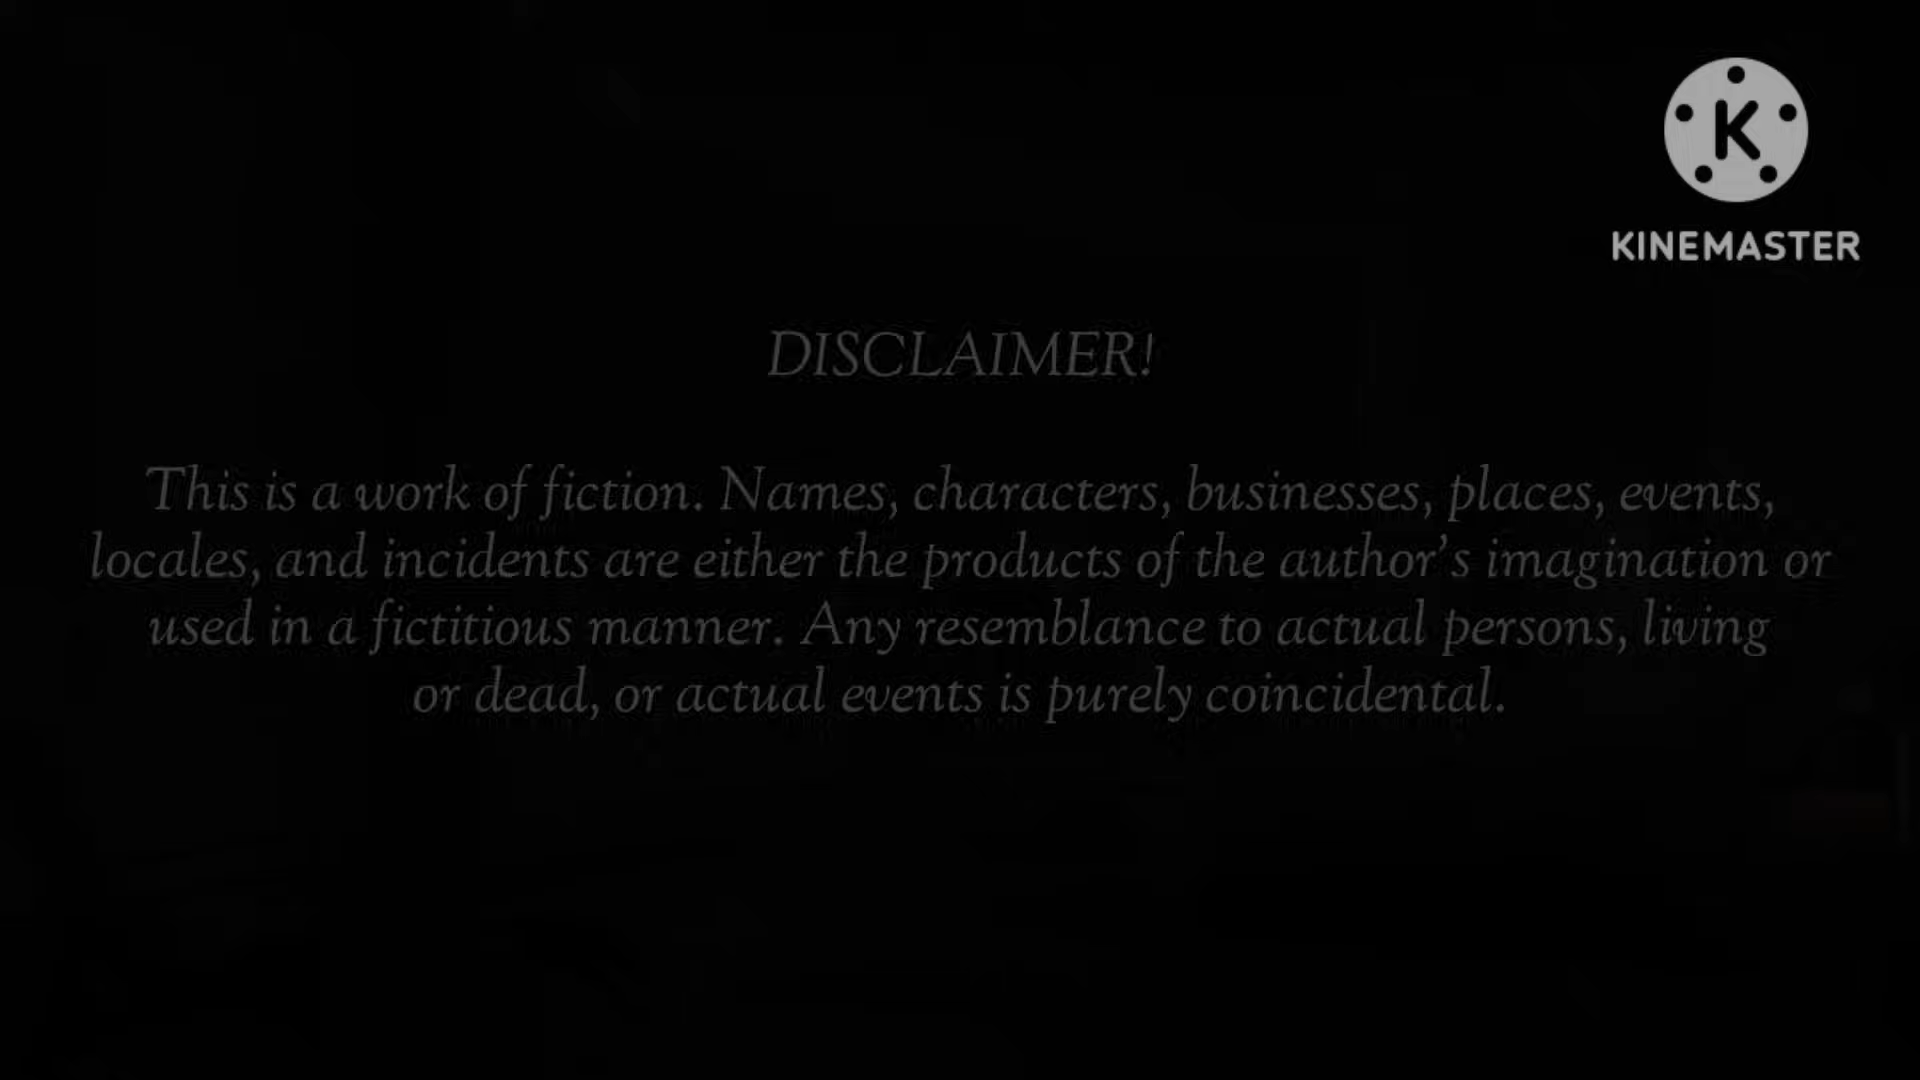 K
KINEMASTER
DISCLAIMER!
This is a work of fiction. Names, characters, businesses, places, events,
locales, and incidents are either the products of the author's imagination or
used in a fictitious manner. Any resemblance to actual persons, living
or dead, or actual events is purely coincidental.